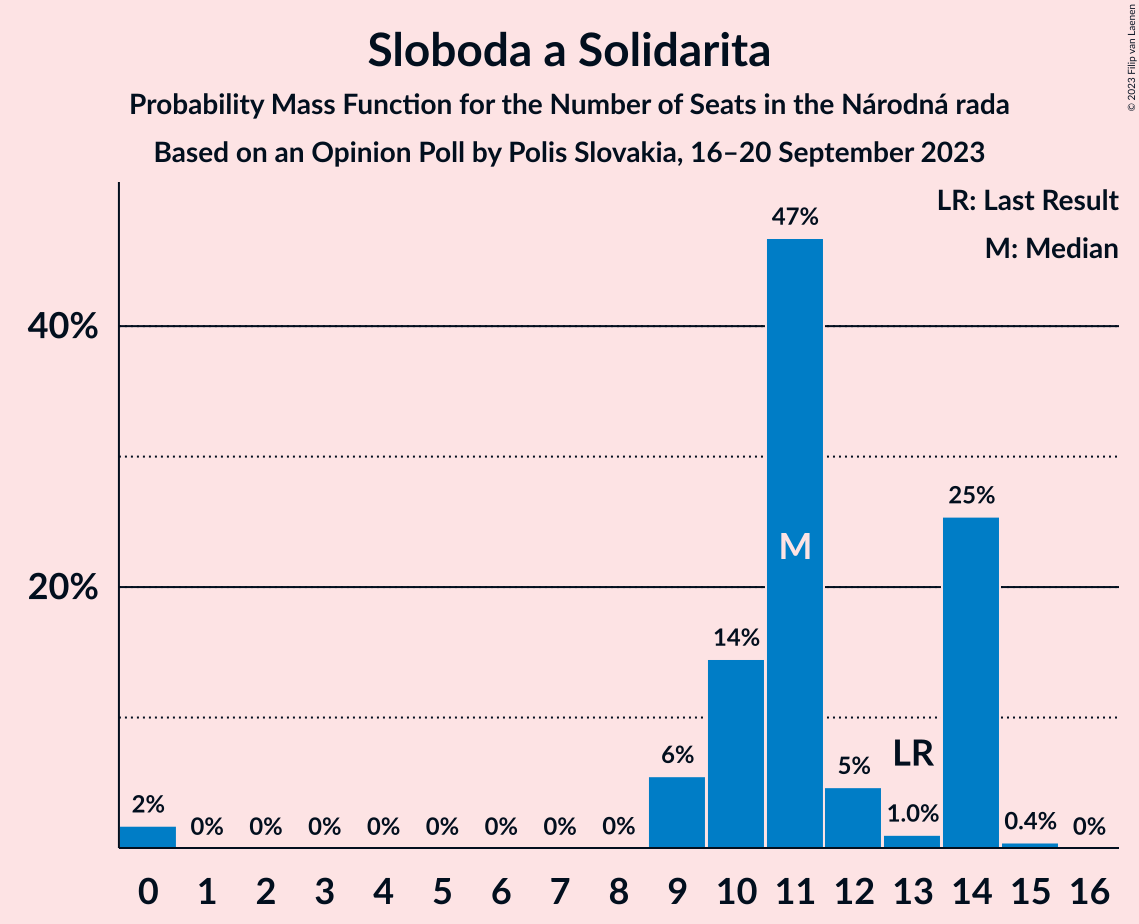 Sloboda a Solidarita
Probability Mass Function for the Number of Seats in the Národná rada
Based on an Opinion Poll by Polis Slovakia, 16–20 September 2023
© 2023 Filip van Laenen
LR: Last Result
M: Median
40%
20%
2%
0%
0%
0%
0%
0%
0%
0%
0%
6%
14%
47%
M
5%
LR
1.0%
25%
0.4%
0%
0 1 2 3 4 5 6 7 8 9 10 11 12 13 14 15 16